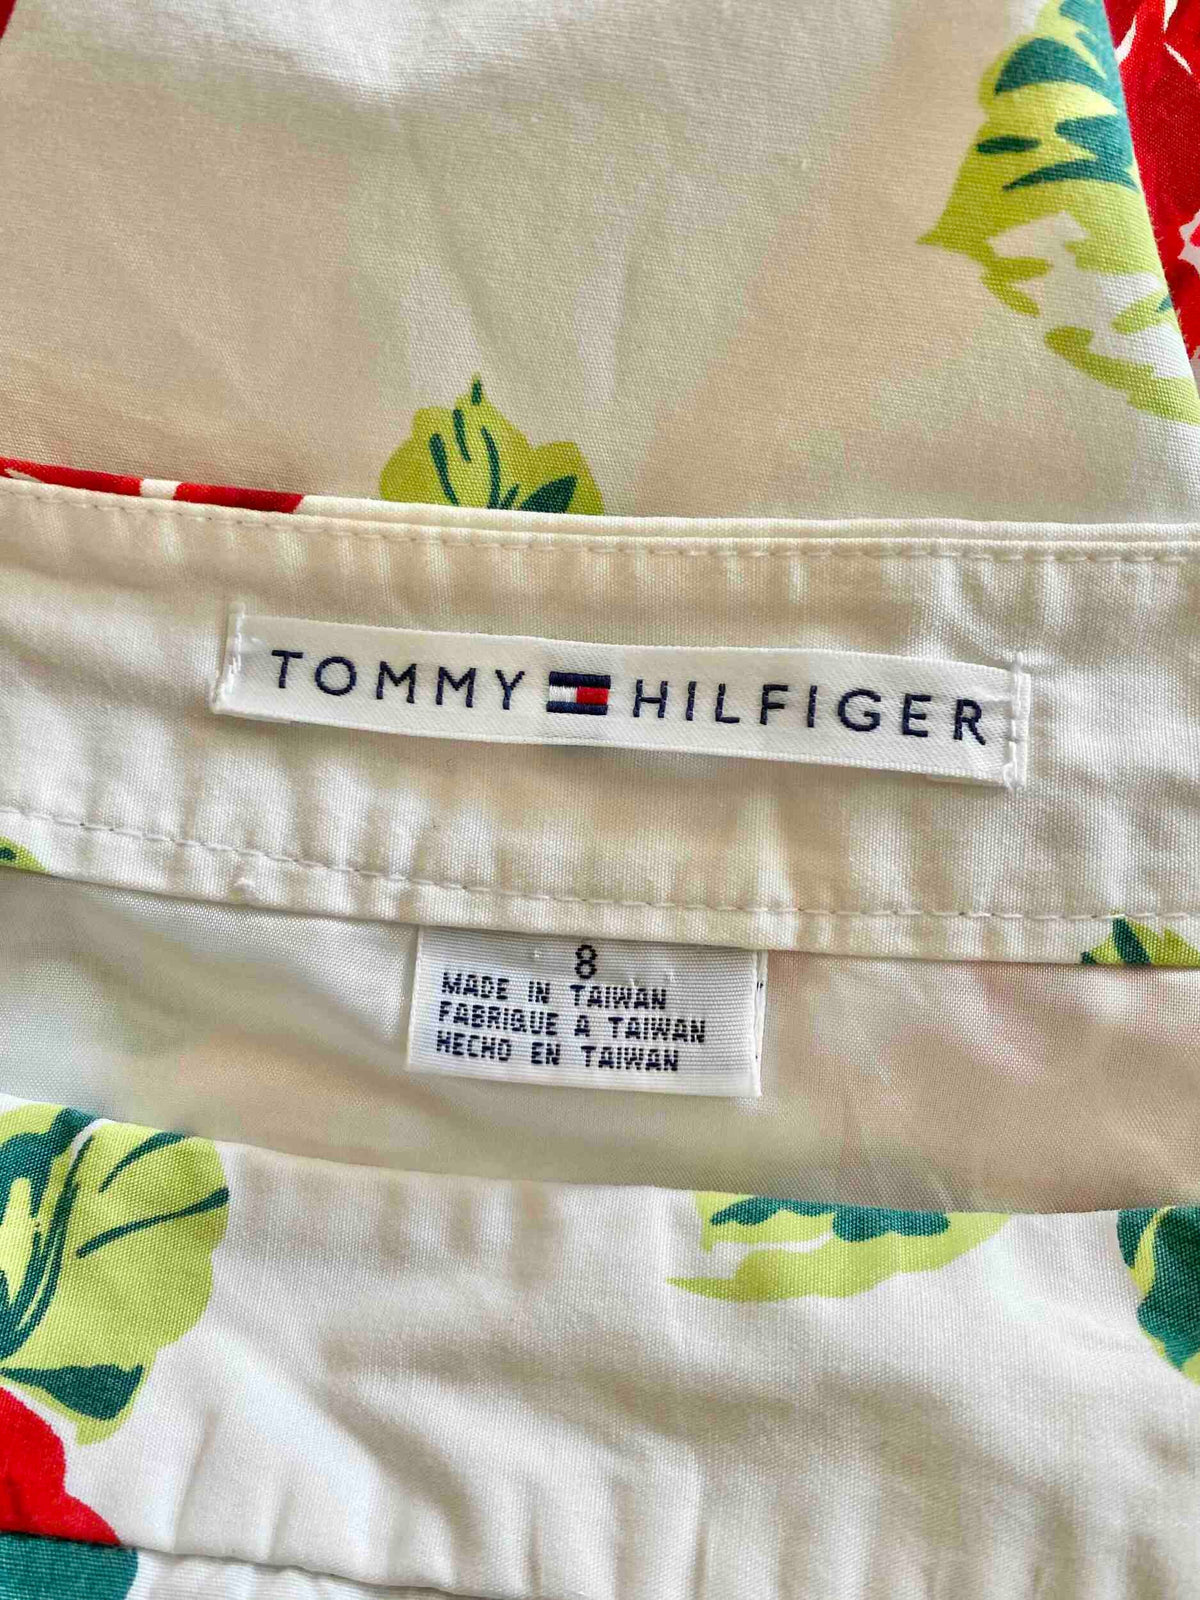 TOMMY HILFIGER
8
MADE IN TAIWAN
FABRIQUE A TAIWAN
HECHO EN TAIWAN